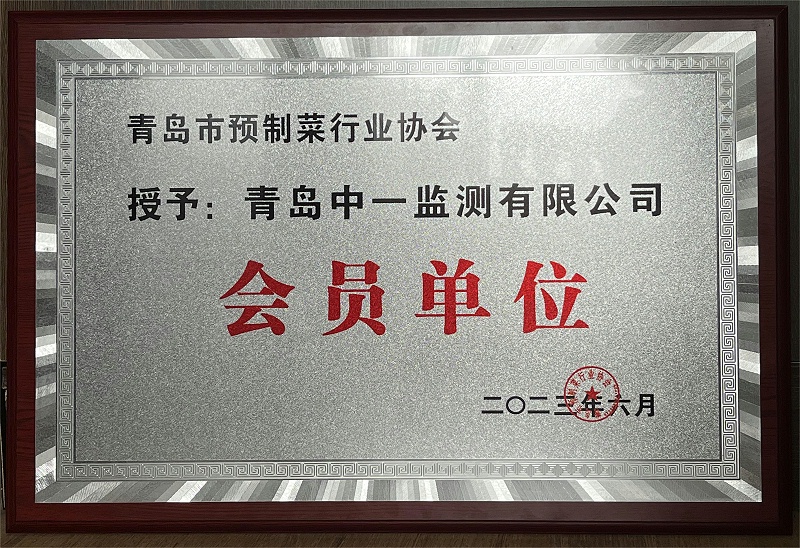 青岛市预制菜行业协会
授予：青岛中一监测有限公司
会员单位
二〇二三年六月